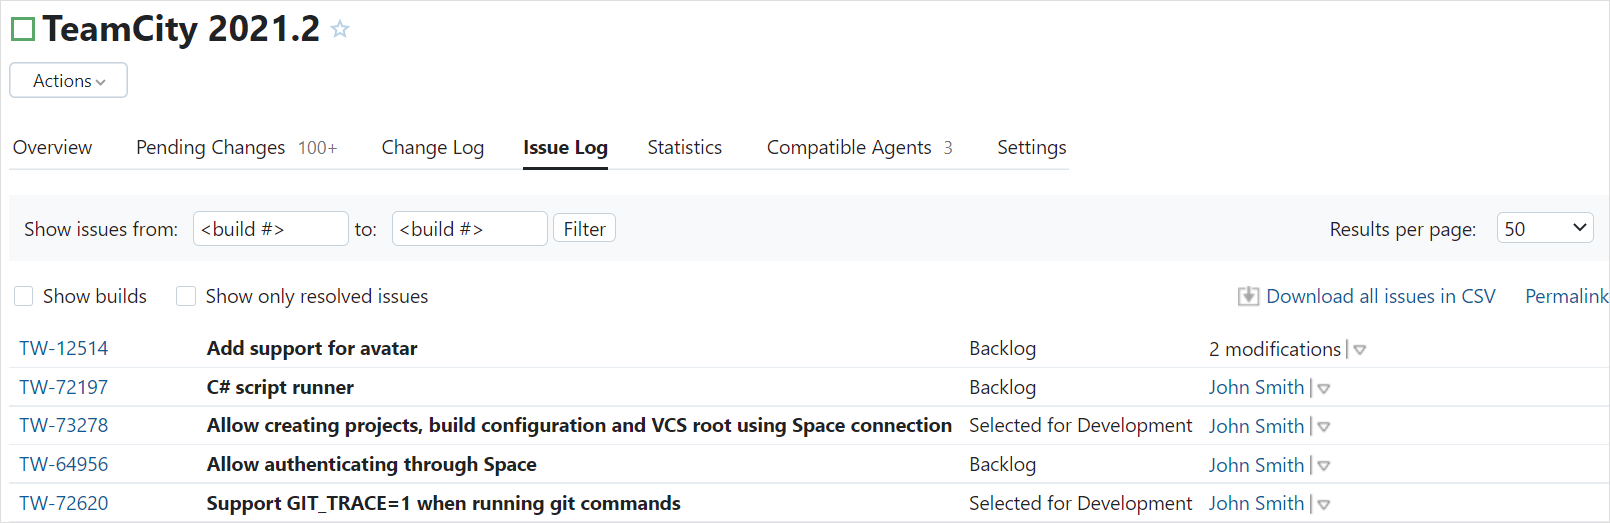 TeamCity 2021.2
Actions
Overview Pending Changes 100+ Change Log Issue Log Statistics Compatible Agents 3 Settings
Show issues from: <build #> to: <build #> Filter Results per page: 50
Show builds Show only resolved issues Download all issues in CSV Permalink
TW-12514 Add support for avatar Backlog 2 modifications
TW-72197 C# script runner Backlog John Smith
TW-73278 Allow creating projects, build configuration and VCS root using Space connection Selected for Development John Smith
TW-64956 Allow authenticating through Space Backlog John Smith
TW-72620 Support GIT_TRACE=1 when running git commands Selected for Development John Smith